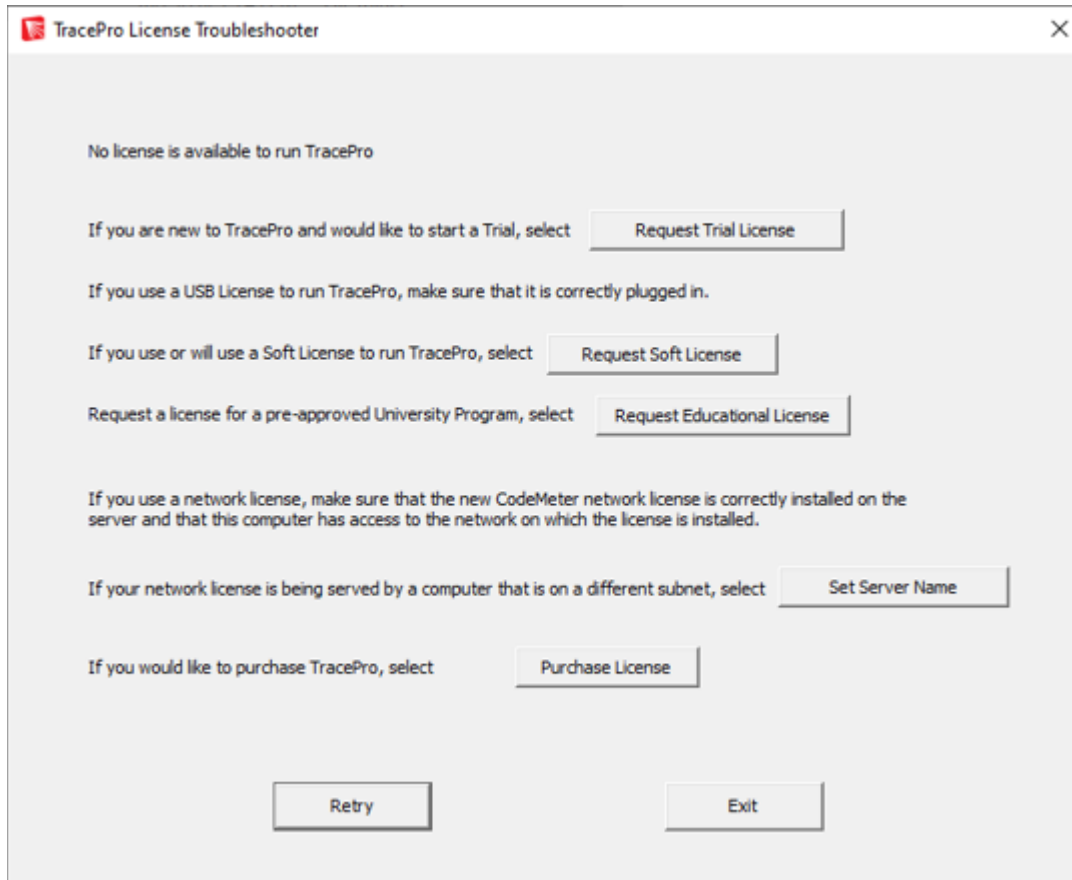 TracePro License Troubleshooter
No license is available to run TracePro
If you are new to TracePro and would like to start a Trial, select Request Trial License
If you use a USB License to run TracePro, make sure that it is correctly plugged in.
If you use or will use a Soft License to run TracePro, select Request Soft License
Request a license for a pre-approved University Program, select Request Educational License
If you use a network license, make sure that the new CodeMeter network license is correctly installed on the
server and that this computer has access to the network on which the license is installed.
If your network license is being served by a computer that is on a different subnet, select Set Server Name
If you would like to purchase TracePro, select Purchase License
Retry Exit